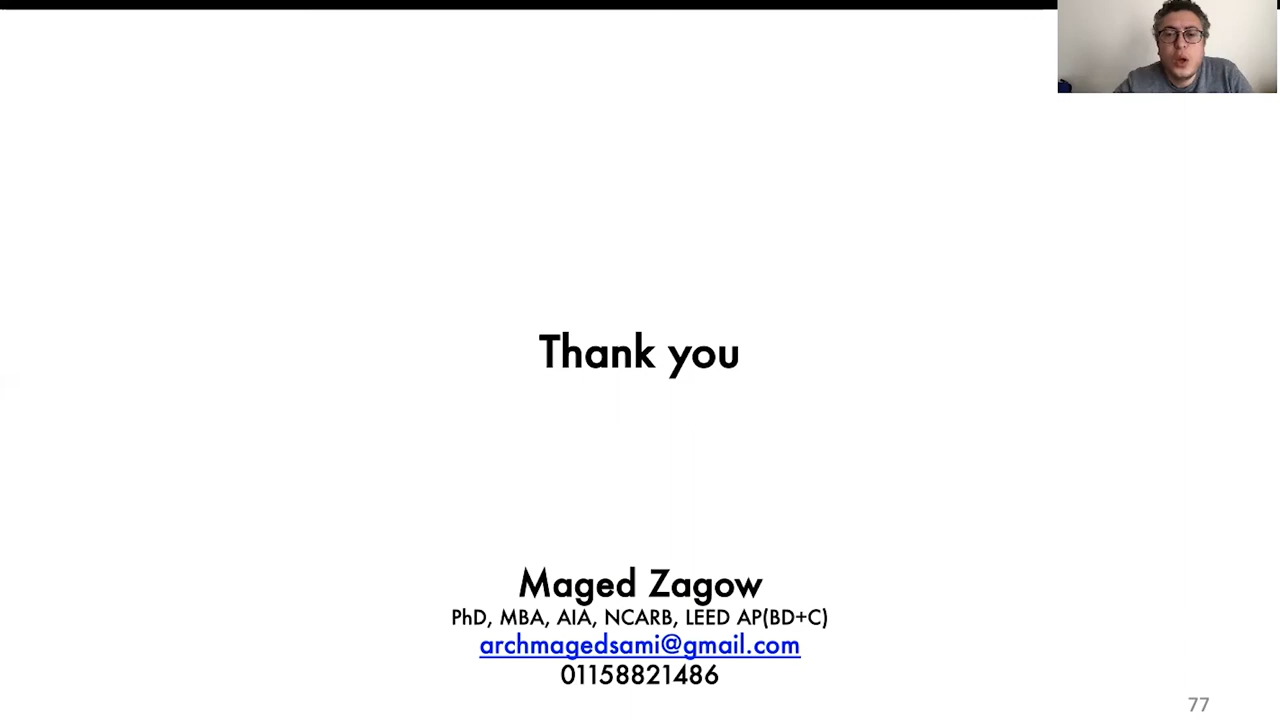 Thank you
Maged Zagow
PhD, MBA, AIA, NCARB, LEED AP(BD+C)
archmagedsami@gmail.com
01158821486
77